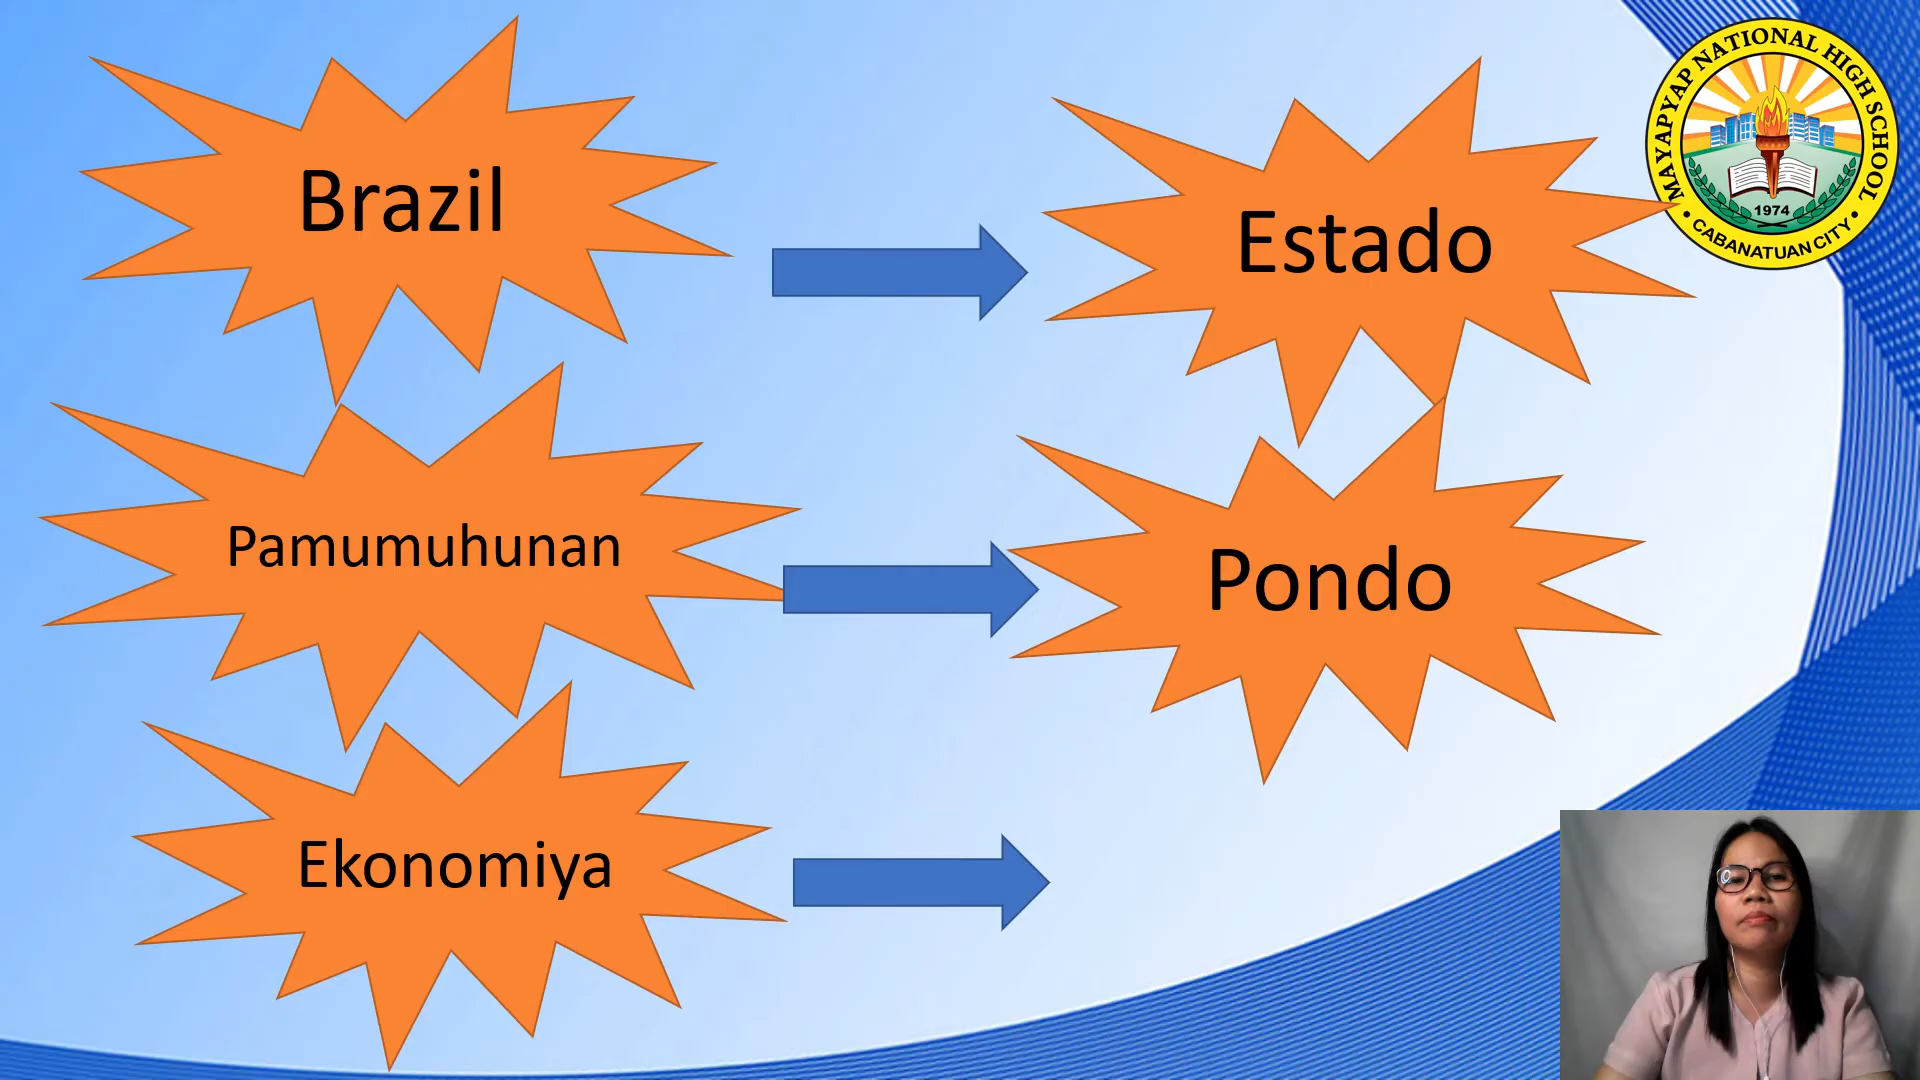 Brazil
Estado
Pamumuhunan
Pondo
Ekonomiya
MAYAPYAP NATIONAL HIGH SCHOOL
1974
• CABANATUAN CITY •